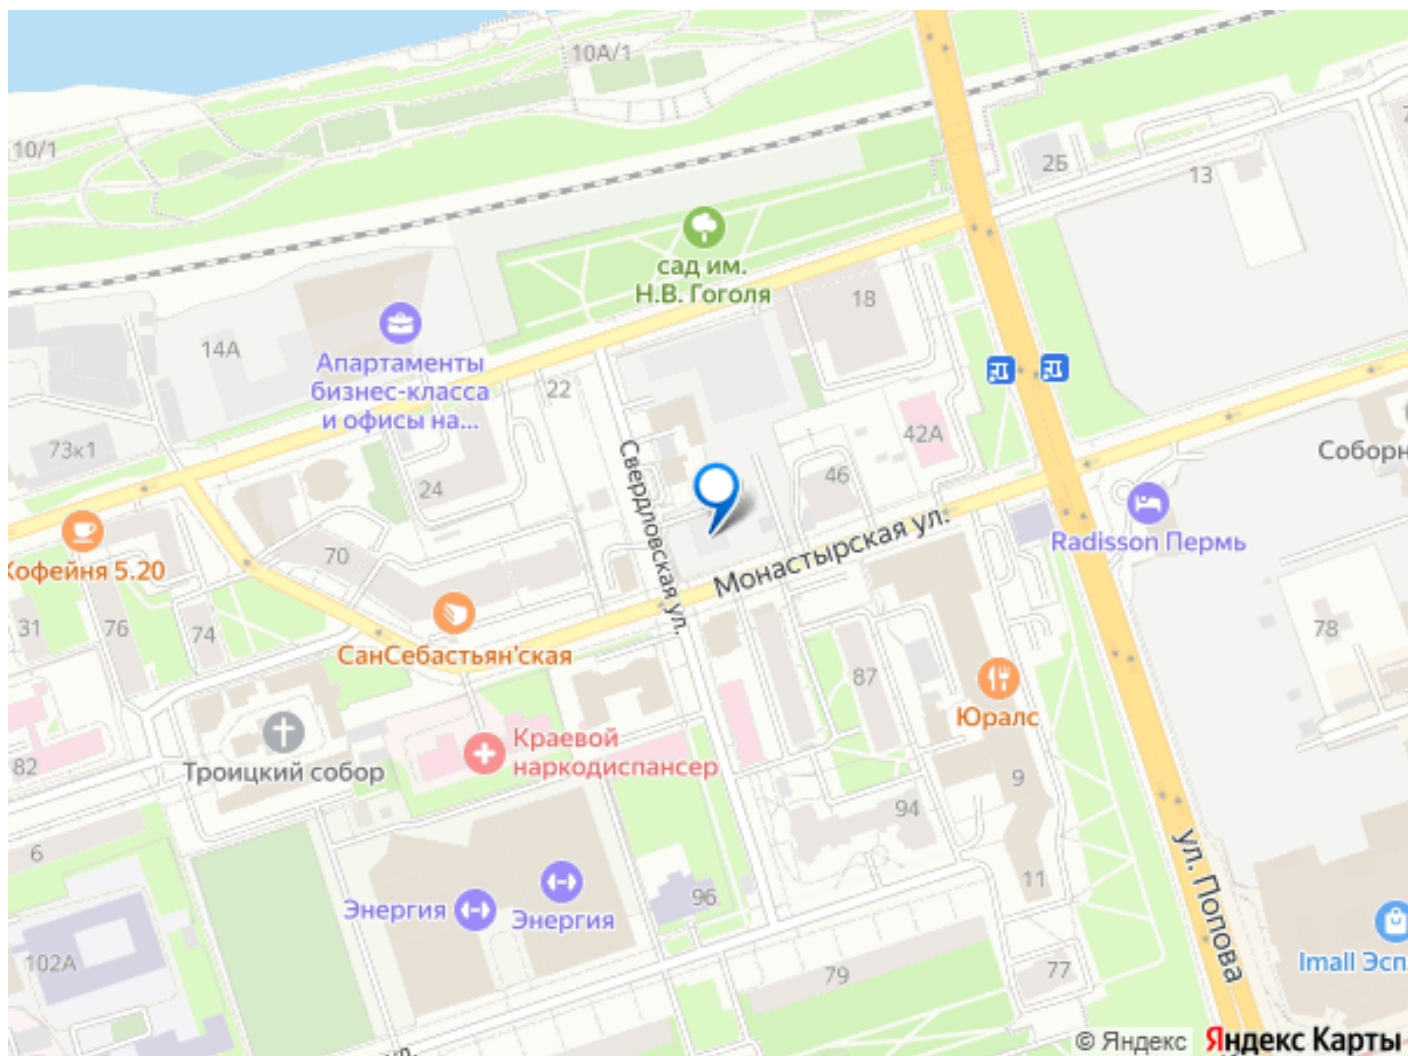 10А/1
10/1
2Б
13
сад им.
Н.В. Гоголя
18
14А
Апартаменты
бизнес-класса
и офисы на...
22
73к1
42А
Соборн
24
46
Свердловская ул.
Монастырская ул.
Radisson Пермь
Кофейня 5.20
70
31
76
74
СанСебастьян'ская
78
87
Юралс
Краевой
наркодиспансер
82
Троицкий собор
9
94
6
ул. Попова
11
96
Энергия
Энергия
102А
79
77
Imall Эсп
ул.
© Яндекс
Яндекс Карты